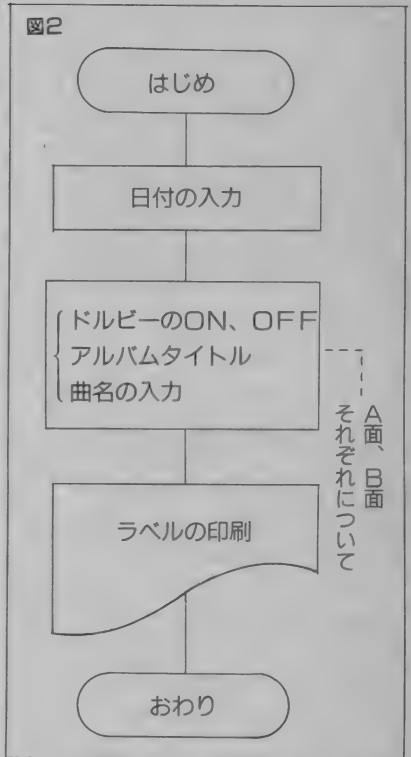 図2
はじめ
日付の入力
ドルビーのON、OFF
アルバムタイトル
曲名の入力
A面、B面
それぞれについて
ラベルの印刷
おわり